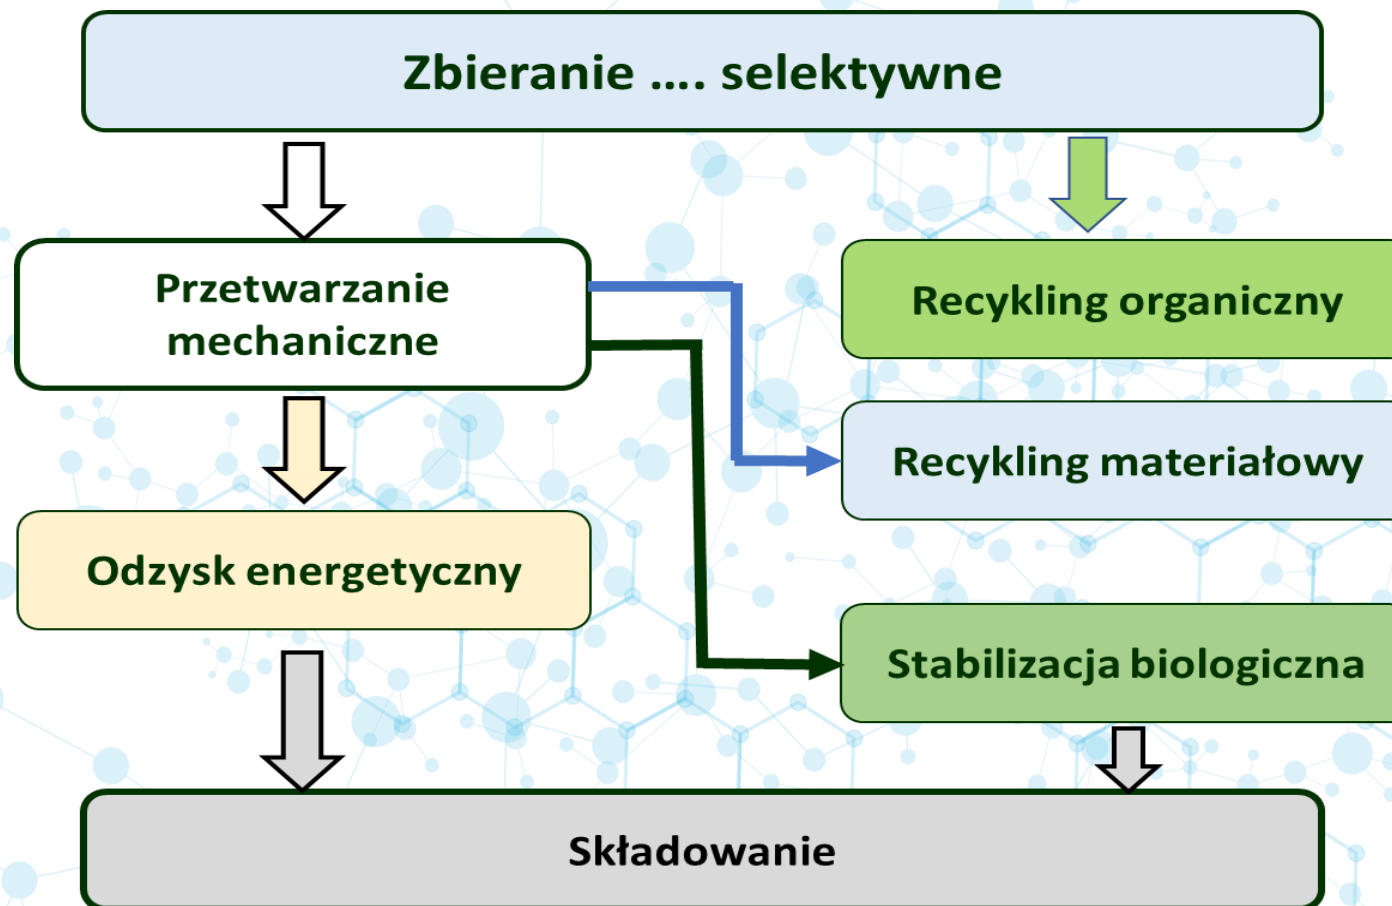 Zbieranie .... selektywne
Przetwarzanie
mechaniczne
Recykling organiczny
Recykling materiałowy
Odzysk energetyczny
Stabilizacja biologiczna
Składowanie